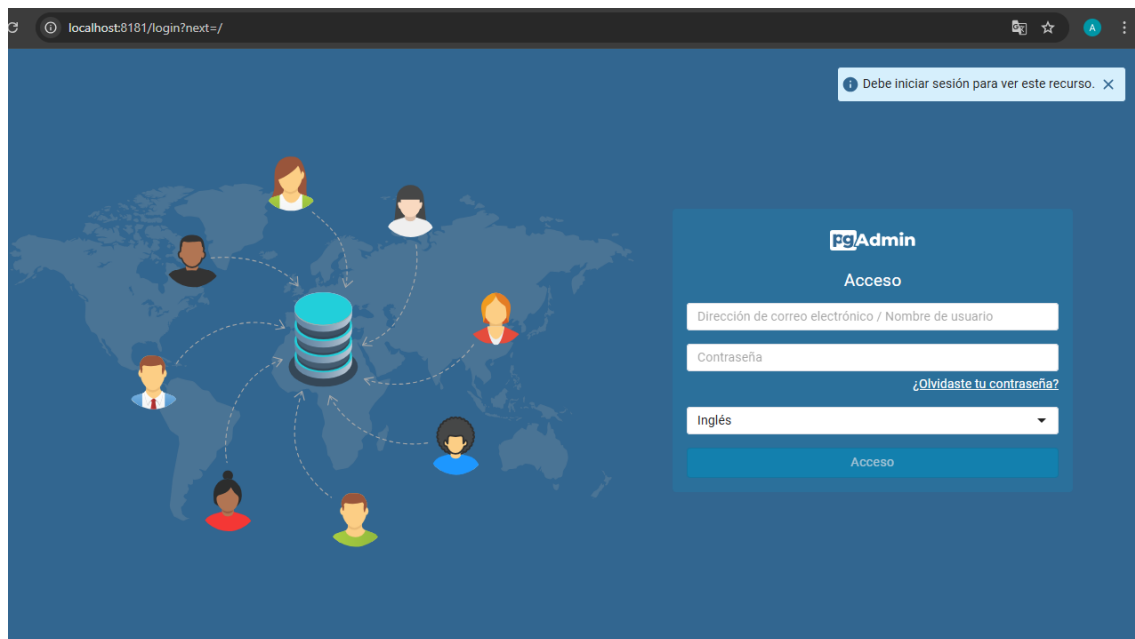 localhost:8181/login?next=/
A
Debe iniciar sesión para ver este recurso.
pgAdmin
Acceso
Dirección de correo electrónico / Nombre de usuario
Contraseña
¿Olvidaste tu contraseña?
Inglés
Acceso